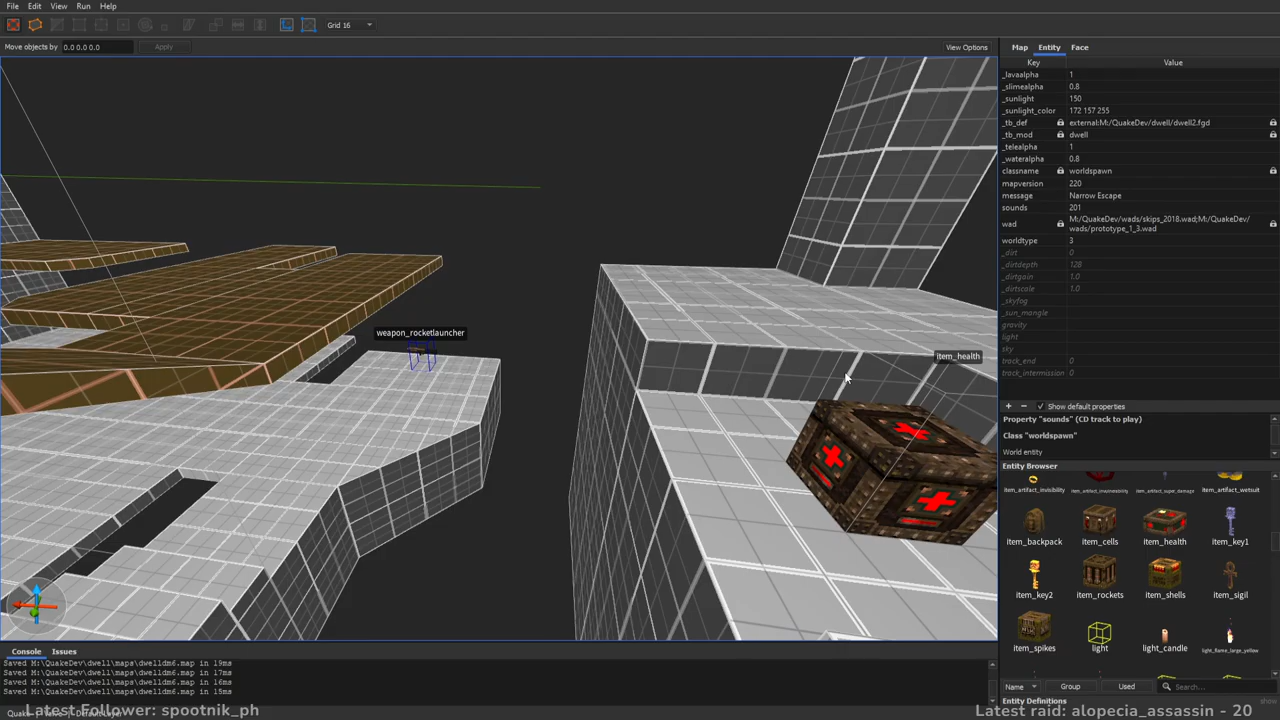 File Edit View Run Help
Grid 16
Move objects by 0.0 0.0 0.0 Apply View Options
Map Entity Face
Key Value
_lavaalpha 1
_slimealpha 0.8
_sunlight 150
_sunlight_color 172 157 255
_tb_def external:M:/QuakeDev/dwell/dwell2.fgd
_tb_mod dwell
_telealpha 1
_wateralpha 0.8
classname worldspawn
mapversion 220
message Narrow Escape
sounds 201
wad M:/QuakeDev/wads/skips_2018.wad;M:/QuakeDev/
wads/prototype_1_3.wad
worldtype 3
_dirt 0
_dirtdepth 128
_dirtgain 1.0
_dirtscale 1.0
_skyfog
_sun_mangle
gravity
light
sky
track_end 0
track_intermission 0
weapon_rocketlauncher
item_health
Show default properties
Property "sounds" (CD track to play)
Class "worldspawn"
World entity
Entity Browser
item_artifact_invisibility item_artifact_invulnerability item_artifact_super_damage item_artifact_wetsuit
item_backpack item_cells item_health item_key1
item_key2 item_rockets item_shells item_sigil
item_spikes light light_candle light_flame_large_yellow
Name Group Used Search...
Entity Definitions show
Console Issues
Saved M:\QuakeDev\dwell\maps\dwelldm6.map in 19ms
Saved M:\QuakeDev\dwell\maps\dwelldm6.map in 17ms
Saved M:\QuakeDev\dwell\maps\dwelldm6.map in 16ms
Saved M:\QuakeDev\dwell\maps\dwelldm6.map in 15ms
Latest Follower: spootnik_ph
Latest raid: alopecia_assassin - 20